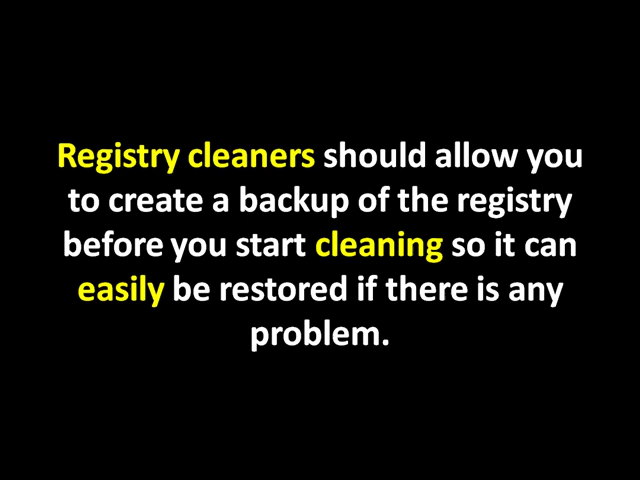 Registry cleaners should allow you
to create a backup of the registry
before you start cleaning so it can
easily be restored if there is any
problem.